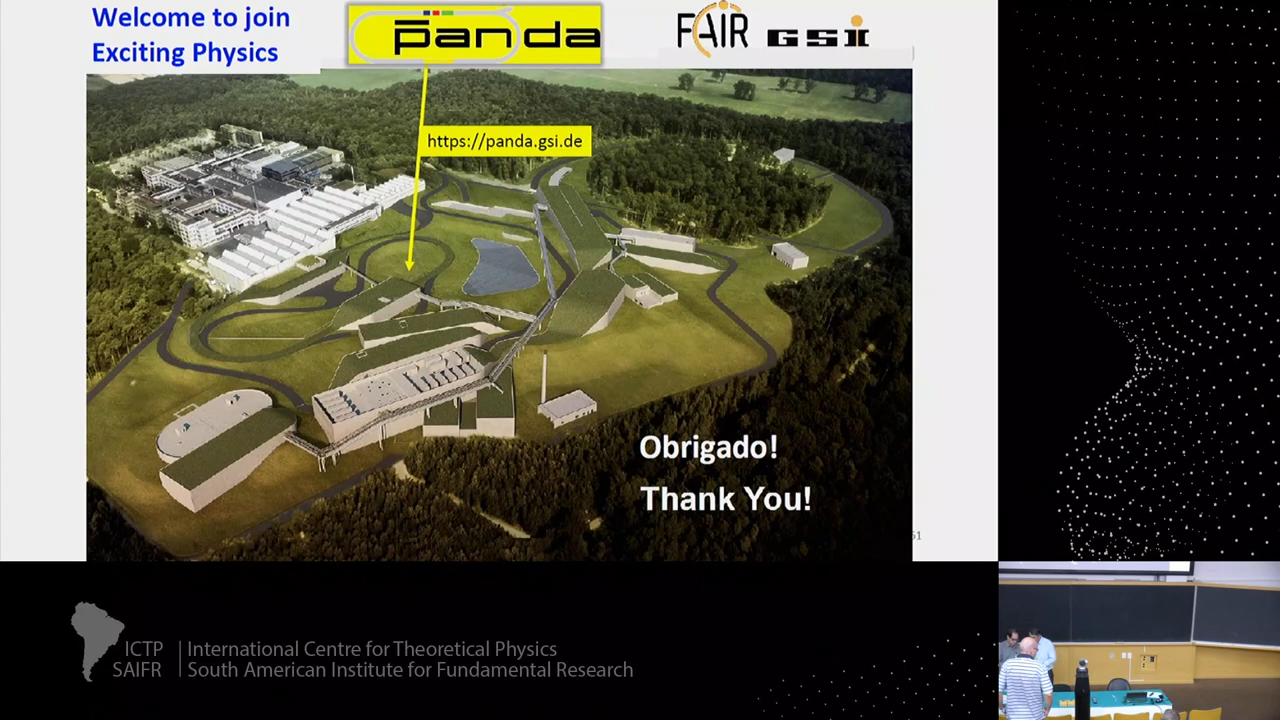 Welcome to join
Exciting Physics
panda
FAIR GSI
https://panda.gsi.de
Obrigado!
Thank You!
51
ICTP
SAIFR
International Centre for Theoretical Physics
South American Institute for Fundamental Research